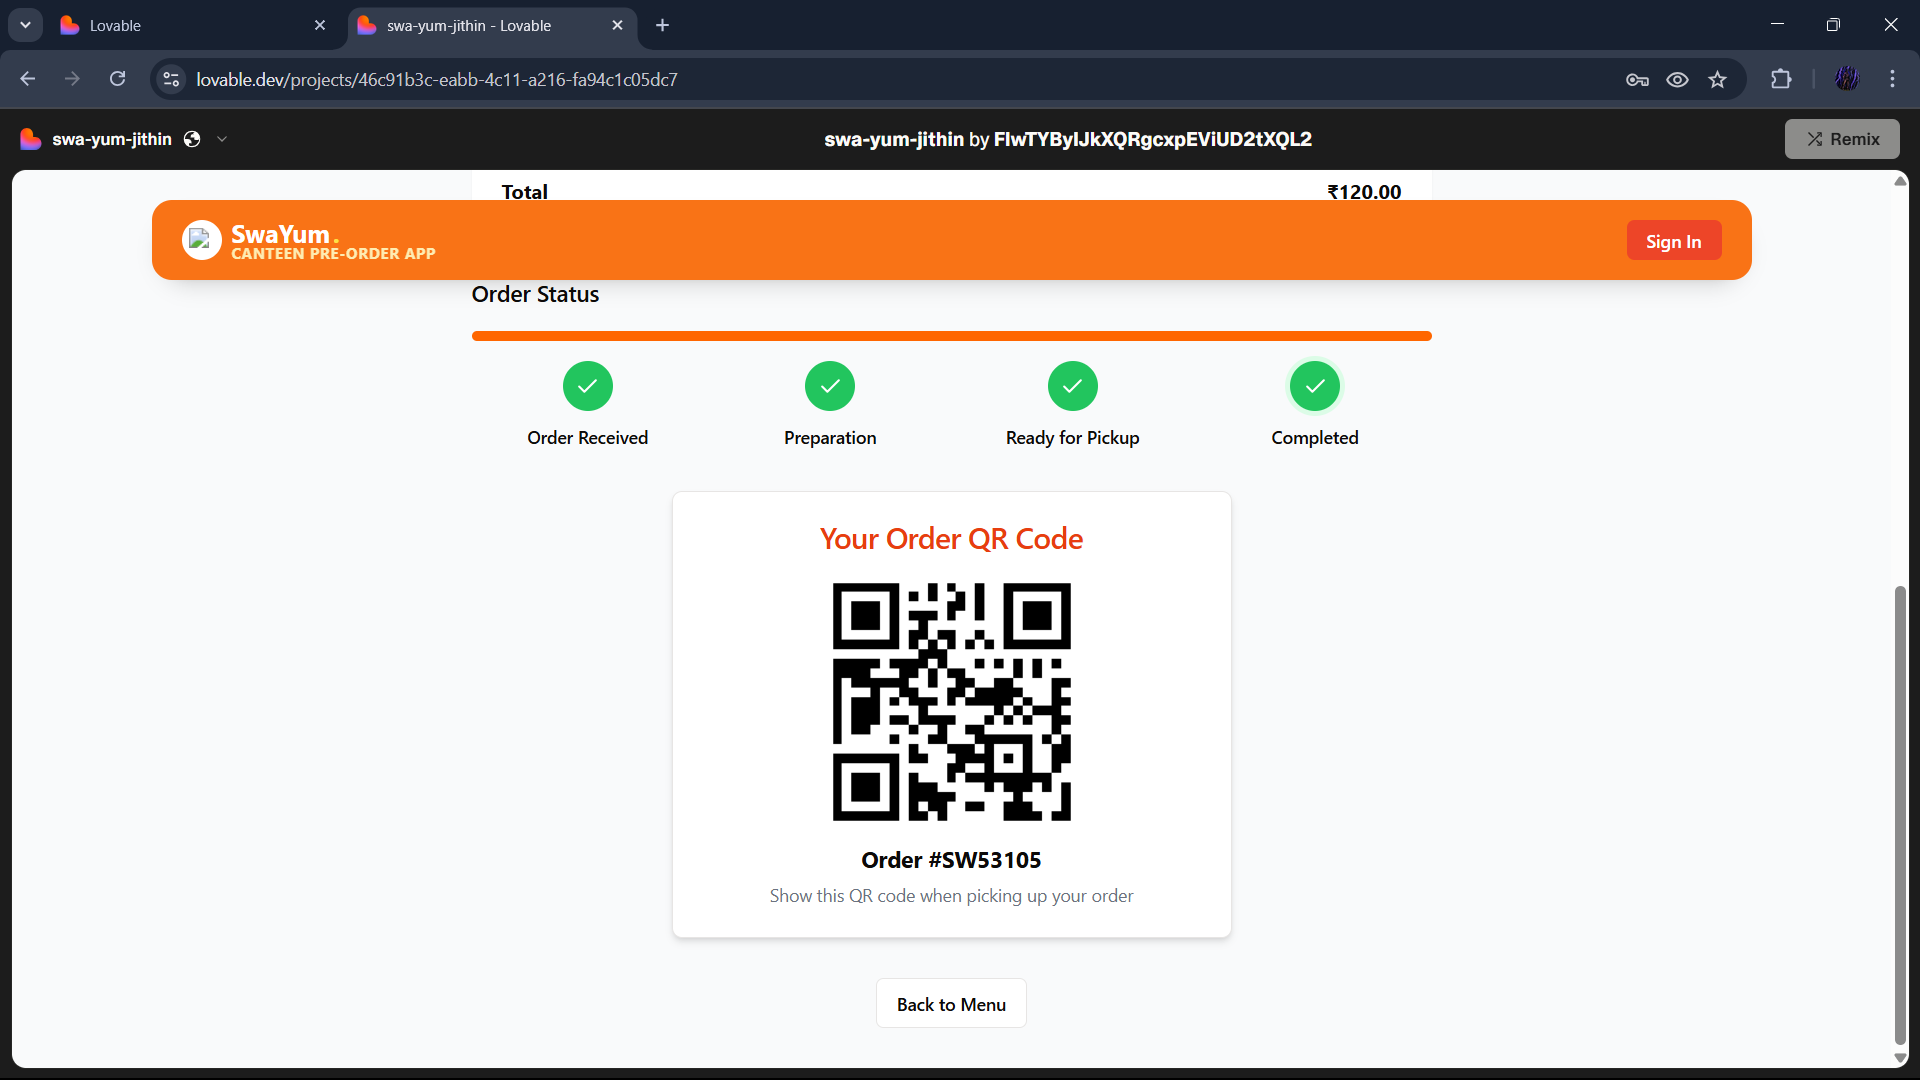 Lovable
swa-yum-jithin - Lovable
lovable.dev/projects/46c91b3c-eabb-4c11-a216-fa94c1c05dc7
swa-yum-jithin
swa-yum-jithin by FlwTYBylJkXQRgcxpEViUD2tXQL2
Remix
Total ₹120.00
SwaYum.
CANTEEN PRE-ORDER APP
Sign In
Order Status
Order Received
Preparation
Ready for Pickup
Completed
Your Order QR Code
Order #SW53105
Show this QR code when picking up your order
Back to Menu